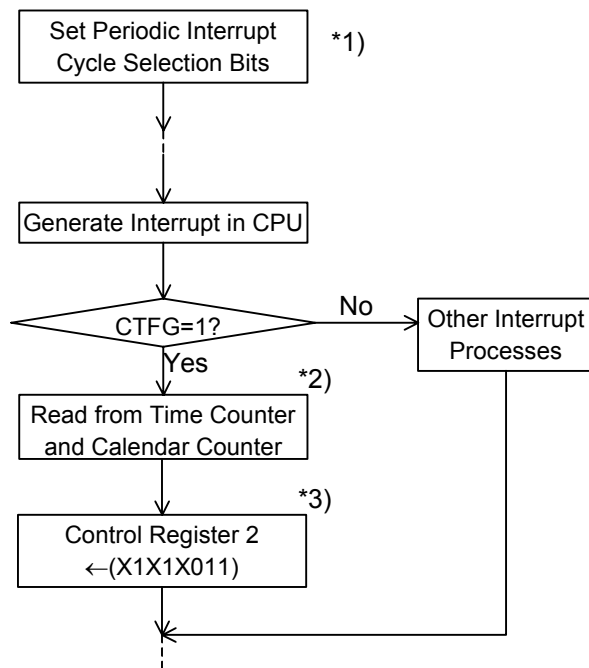 Set Periodic Interrupt
Cycle Selection Bits
*1)
Generate Interrupt in CPU
CTFG=1?
No
Other Interrupt
Processes
Yes
*2)
Read from Time Counter
and Calendar Counter
*3)
Control Register 2
←(X1X1X011)